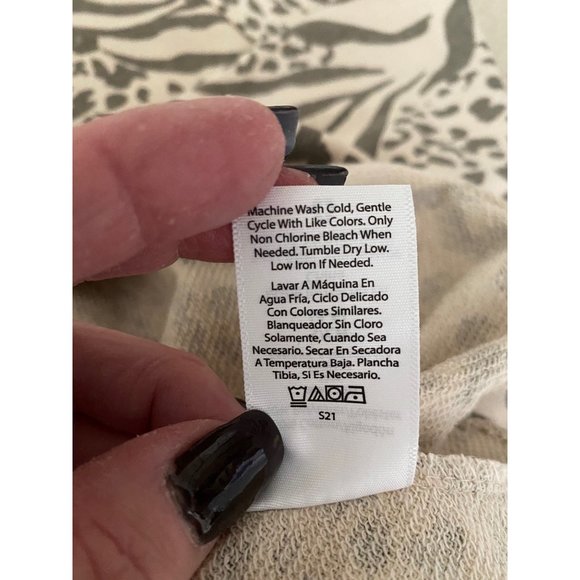 Machine Wash Cold, Gentle
Cycle With Like Colors. Only
Non Chlorine Bleach When
Needed. Tumble Dry Low.
Low Iron If Needed.
Lavar A Máquina En
Agua Fría, Ciclo Delicado
Con Colores Similares.
Blanqueador Sin Cloro
Solamente, Cuando Sea
Necesario. Secar En Secadora
A Temperatura Baja. Plancha
Tibia, Si Es Necesario.
S21